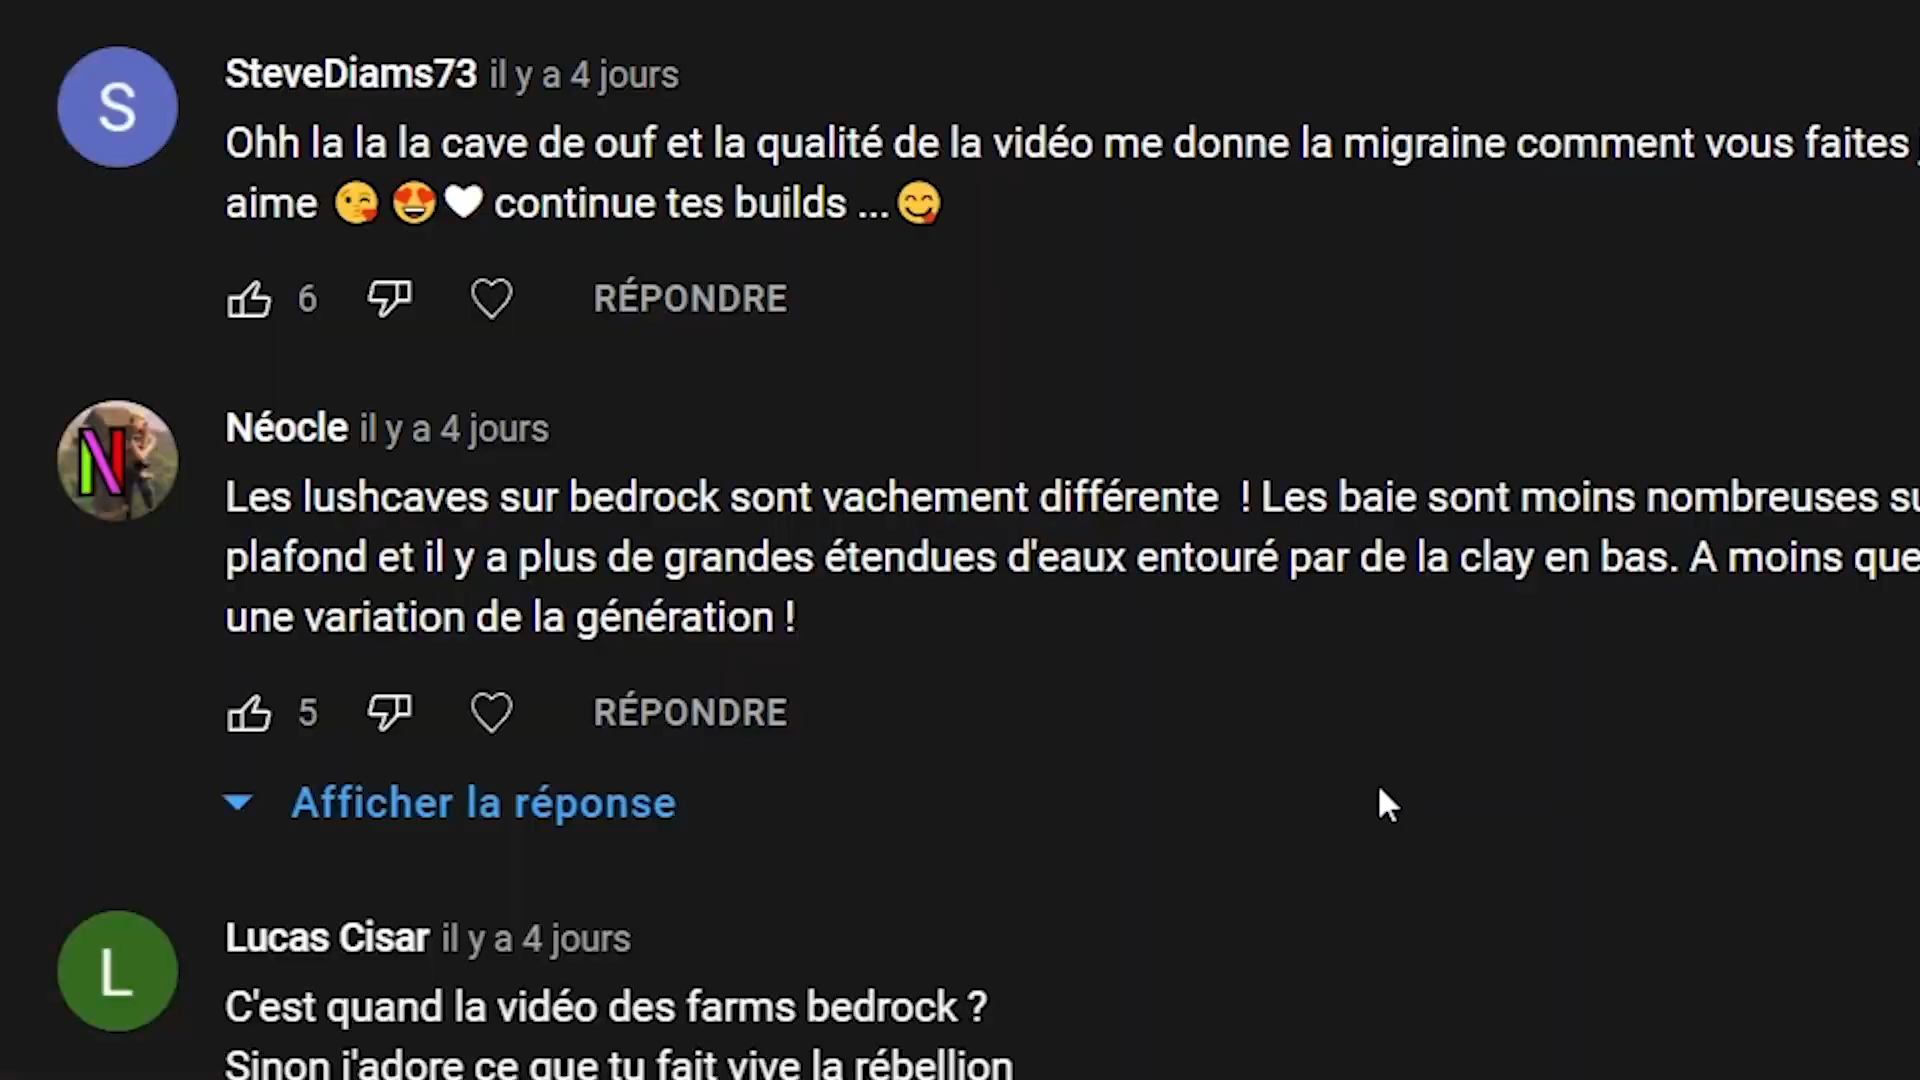 S
SteveDiams73 il y a 4 jours
Ohh la la la cave de ouf et la qualité de la vidéo me donne la migraine comment vous faites
aime 😘 😍🤍 continue tes builds ...😋
6 RÉPONDRE
N
Néocle il y a 4 jours
Les lushcaves sur bedrock sont vachement différente ! Les baie sont moins nombreuses
plafond et il y a plus de grandes étendues d'eaux entouré par de la clay en bas. A moins que
une variation de la génération !
5 RÉPONDRE
Afficher la réponse
L
Lucas Cisar il y a 4 jours
C'est quand la vidéo des farms bedrock ?
Sinon j'adore ce que tu fait vive la rébellion